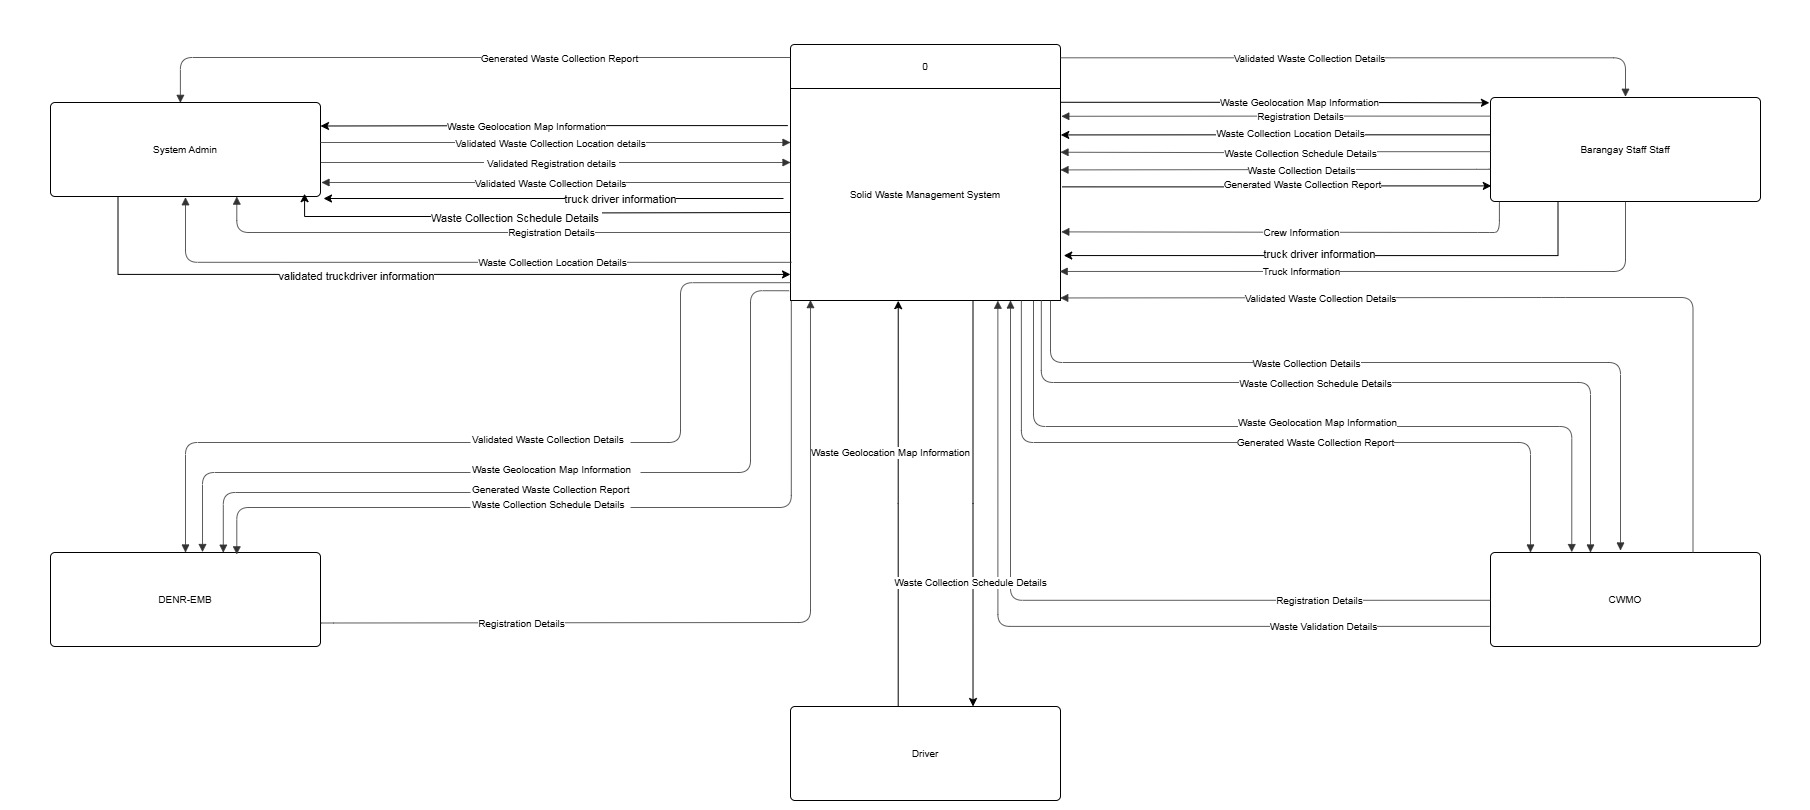 Generated Waste Collection Report
0
Validated Waste Collection Details
Waste Geolocation Map Information
Registration Details
Waste Geolocation Map Information
Waste Collection Location Details
Validated Waste Collection Location details
System Admin
Barangay Staff Staff
Waste Collection Schedule Details
Validated Registration details
Waste Collection Details
Validated Waste Collection Details
Generated Waste Collection Report
Solid Waste Management System
truck driver information
Waste Collection Schedule Details
Registration Details
Crew Information
truck driver information
Waste Collection Location Details
Truck Information
validated truckdriver information
Validated Waste Collection Details
Waste Collection Details
Waste Collection Schedule Details
Waste Geolocation Map Information
Validated Waste Collection Details
Generated Waste Collection Report
Waste Geolocation Map Information
Waste Geolocation Map Information
Generated Waste Collection Report
Waste Collection Schedule Details
Waste Collection Schedule Details
DENR-EMB
CWMO
Registration Details
Registration Details
Waste Validation Details
Driver